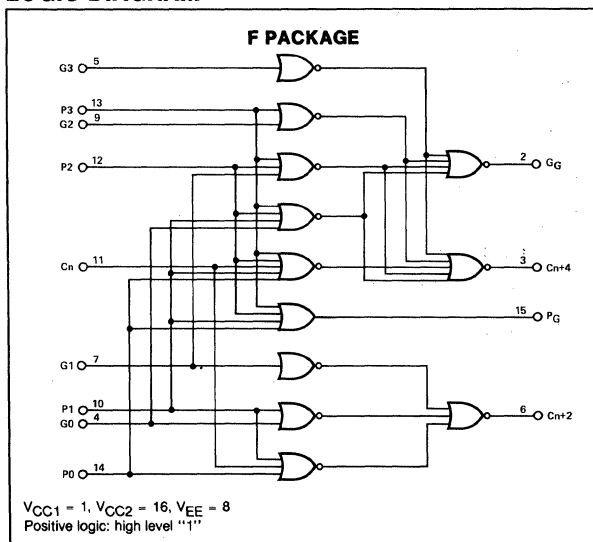 F PACKAGE
G3 5
P3 13
G2 9
P2 12
Cn 11
G1 7
P1 10
G0 4
P0 14
2 GG
3 Cn+4
15 PG
6 Cn+2
VCC1 = 1, VCC2 = 16, VEE = 8
Positive logic: high level "1"